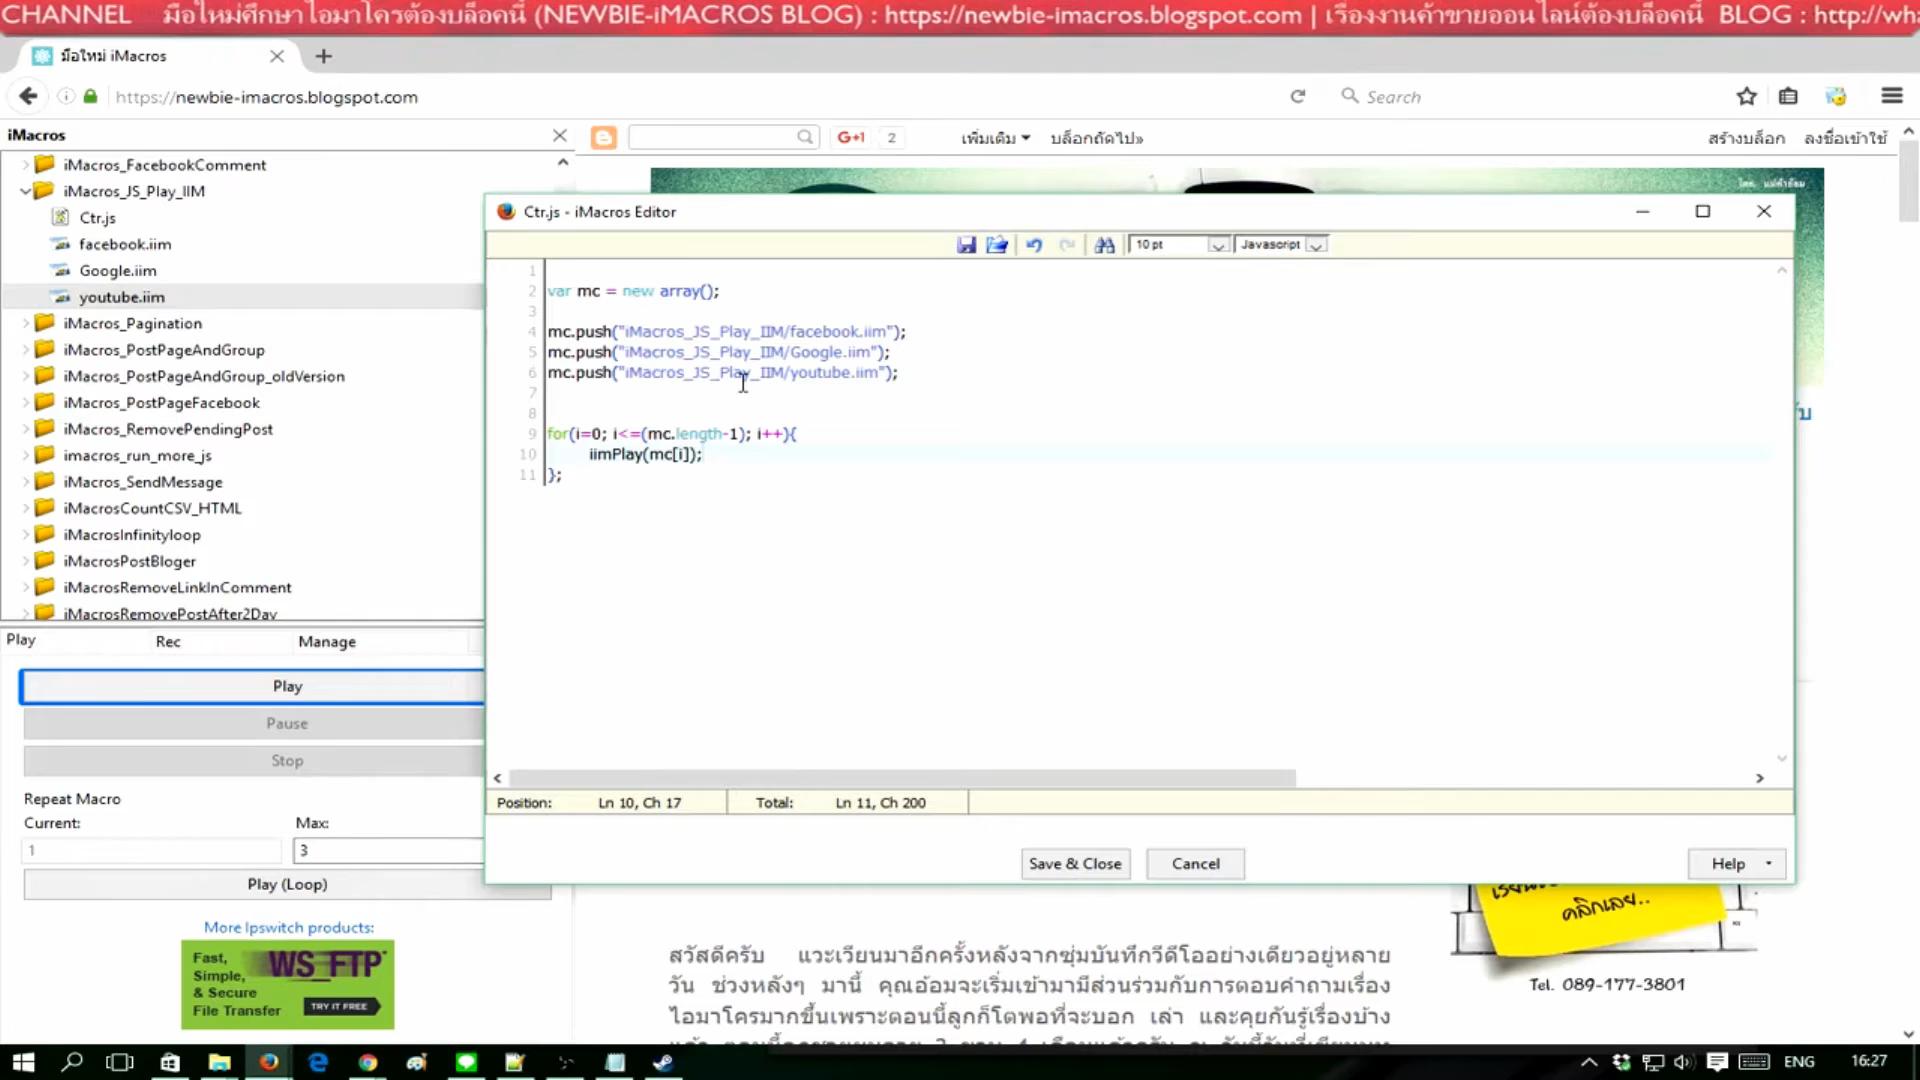 CHANNEL มือใหม่ศึกษาไอมาโครต้องบล็อคนี้ (NEWBIE-iMACROS BLOG) : https://newbie-imacros.blogspot.com | เรื่องงานค้าขายออนไลน์ต้องบล็อคนี้ BLOG : http://wh
มือใหม่ iMacros
https://newbie-imacros.blogspot.com
Search
iMacros
G+1 2
เพิ่มเติม
บล็อกถัดไป»
สร้างบล็อก
ลงชื่อเข้าใช้
iMacros_FacebookComment
iMacros_JS_Play_IIM
Ctr.js
facebook.iim
Google.iim
youtube.iim
iMacros_Pagination
iMacros_PostPageAndGroup
iMacros_PostPageAndGroup_oldVersion
iMacros_PostPageFacebook
iMacros_RemovePendingPost
imacros_run_more_js
iMacros_SendMessage
iMacrosCountCSV_HTML
iMacrosInfinityloop
iMacrosPostBloger
iMacrosRemoveLinkInComment
iMacrosRemovePostAfter2Day
Play Rec Manage
Play
Pause
Stop
Repeat Macro
Current: Max:
1 3
Play (Loop)
More Ipswitch products:
Fast,
Simple,
& Secure
File Transfer
WS_FTP
TRY IT FREE
Ctr.js - iMacros Editor
10 pt Javascript
1
2 var mc = new array();
3
4 mc.push("iMacros_JS_Play_IIM/facebook.iim");
5 mc.push("iMacros_JS_Play_IIM/Google.iim");
6 mc.push("iMacros_JS_Play_IIM/youtube.iim");
7
8
9 for(i=0; i<=(mc.length-1); i++){
10 iimPlay(mc[i]);
11 };
Position: Ln 10, Ch 17 Total: Ln 11, Ch 200
Save & Close Cancel Help
คลิกเลย..
Tel. 089-177-3801
สวัสดีครับ แวะเวียนมาอีกครั้งหลังจากซุ่มบันทึกวีดีโออย่างเดียวอยู่หลาย
วัน ช่วงหลังๆ มานี้ คุณอ้อมจะเริ่มเข้ามามีส่วนร่วมกับการตอบคำถามเรื่อง
ไอมาโครมากขึ้นเพราะตอนนี้ลูกก็โตพอที่จะบอก เล่า และคุยกันรู้เรื่องบ้าง
ENG 16:27